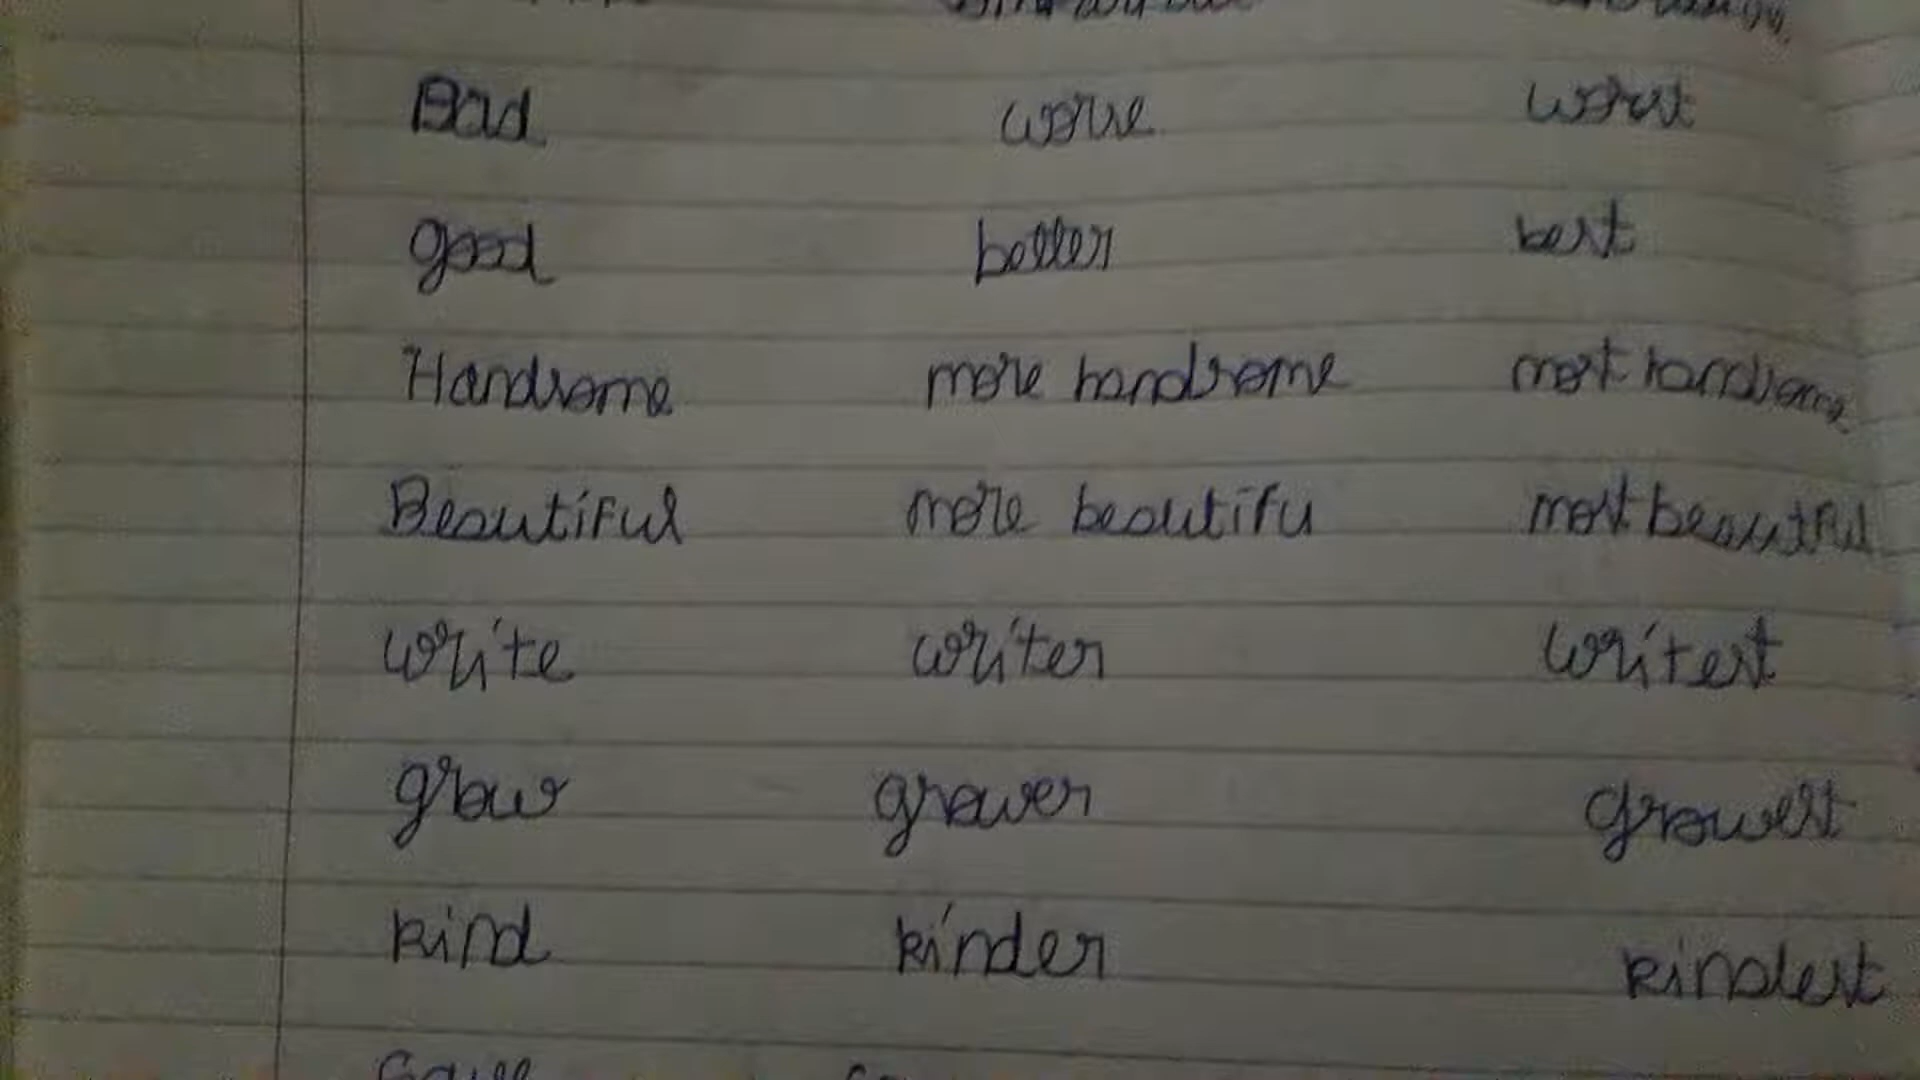 Bad worse worst
good better best
Handsome more handsome most handsome
Beautiful more beautifu most beautiful
write writer writest
grow grower growest
kind kinder kindest